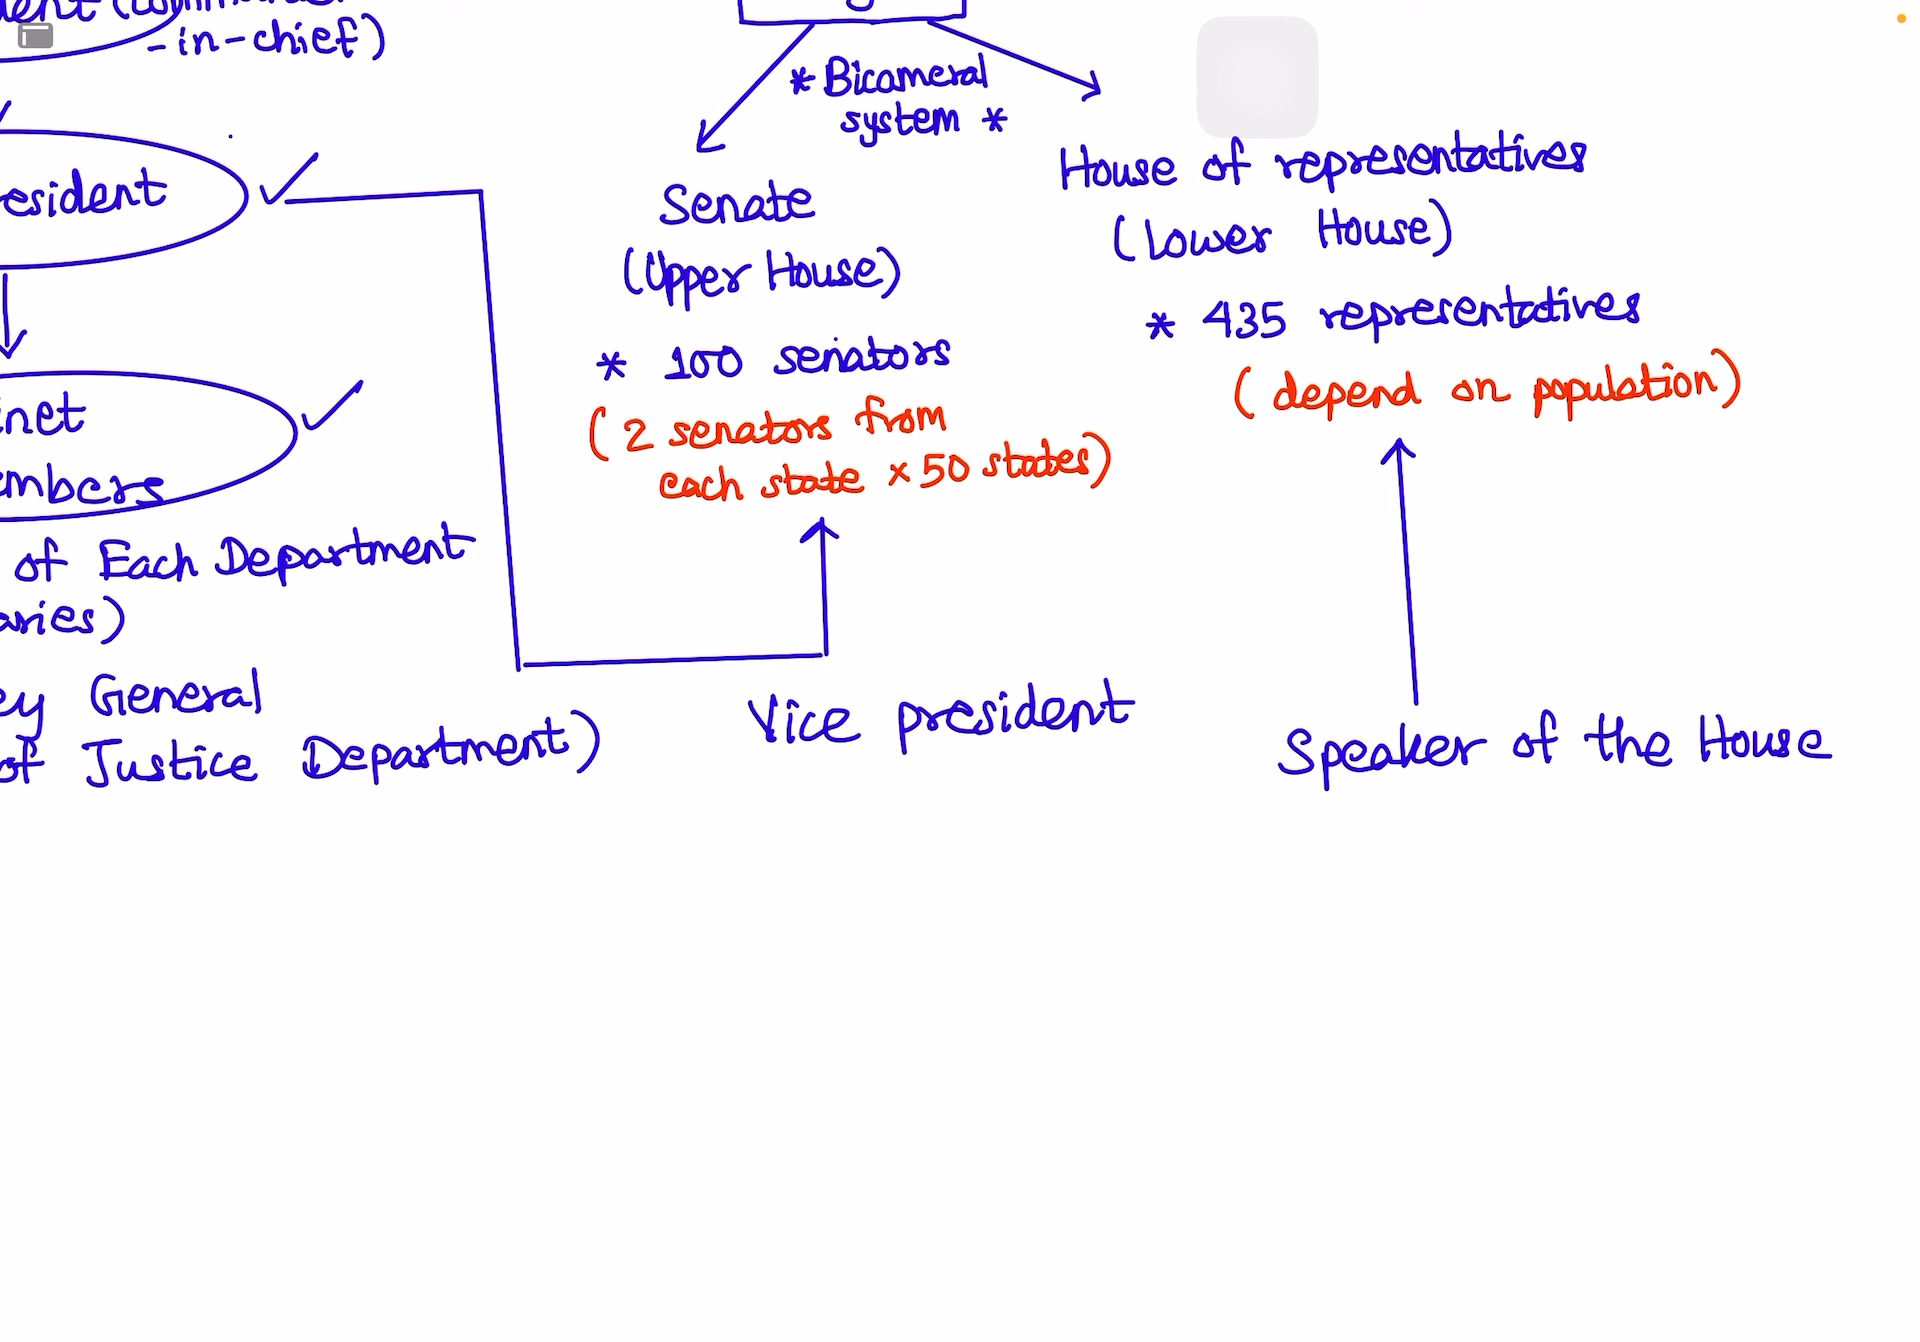 -in-chief)
* Bicameral
system *
esident
Senate
(Upper House)
* 100 senators
(2 senators from
each state x 50 states)
House of representatives
(Lower House)
* 435 representatives
(depend on population)
inet
embers
of Each Department
aries)
ey General
of Justice Department)
Vice president
Speaker of the House